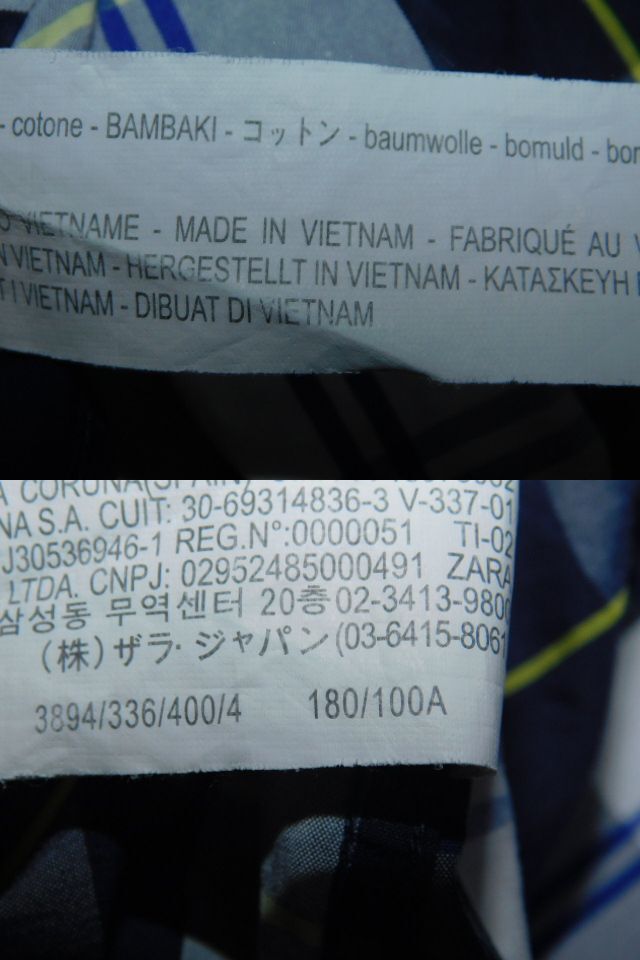 - cotone - BAMBAKI - コットン - baumwolle - bomuld -
VIETNAME - MADE IN VIETNAM - FABRIQUÉ AU
VIETNAM - HERGESTELLT IN VIETNAM - ΚΑΤΑΣΚΕΥΗ
I VIETNAM - DIBUAT DI VIETNAM
A CORUÑA(SPAIN)
NA S.A. CUIT: 30-69314836-3 V-337-01
J30536946-1 REG.N°:0000051 TI-02
LTDA. CNPJ: 02952485000491 ZARA
삼성동 무역센터 20층 02-3413-9800
(株) ザラ・ジャパン (03-6415-8061
3894/336/400/4 180/100A